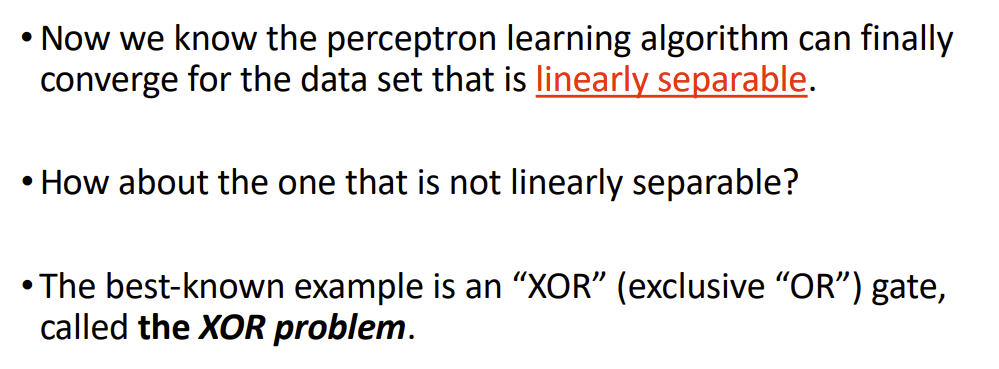 • Now we know the perceptron learning algorithm can finally
converge for the data set that is linearly separable.
• How about the one that is not linearly separable?
• The best-known example is an “XOR” (exclusive “OR”) gate,
called the XOR problem.